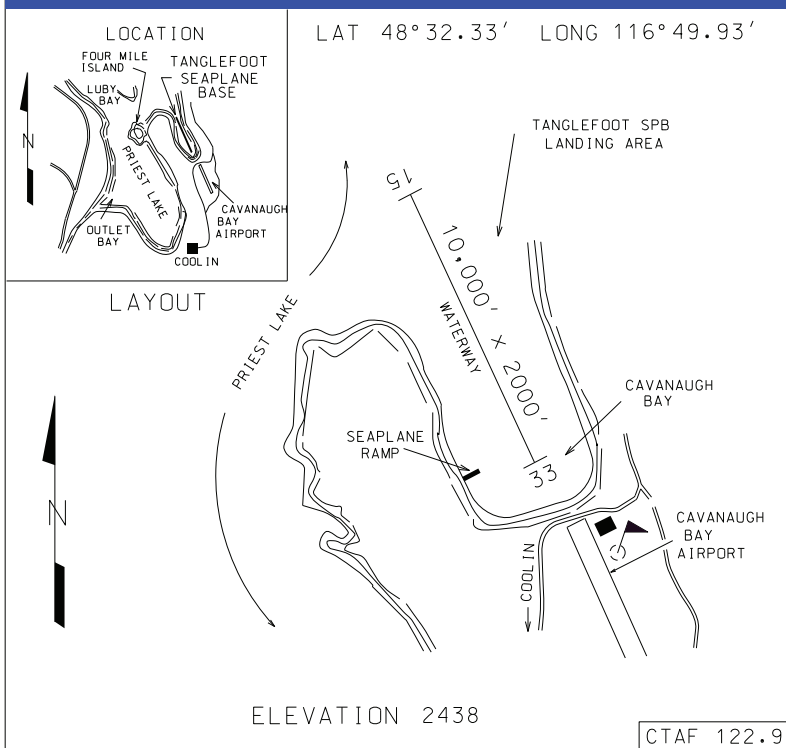 LOCATION
LAT 48°32.33′ LONG 116°49.93′
FOUR MILE
ISLAND
TANGLEFOOT
SEAPLANE
BASE
LUBY
BAY
N
PRIEST LAKE
CAVANAUGH
BAY
AIRPORT
OUTLET
BAY
COOLIN
TANGLEFOOT SPB
LANDING AREA
15
10,000′ X 2000′
WATERWAY
33
LAYOUT
PRIEST LAKE
CAVANAUGH
BAY
SEAPLANE
RAMP
N
CAVANAUGH
BAY
AIRPORT
COOLIN
ELEVATION 2438
CTAF 122.9